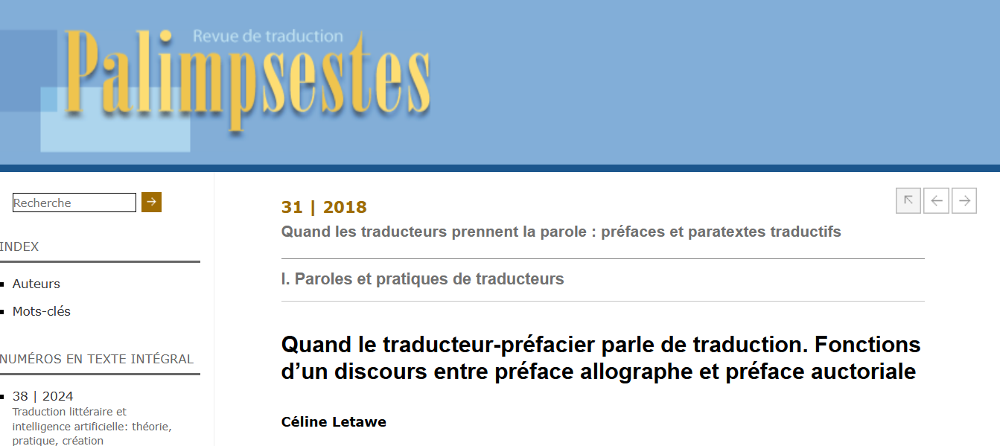 Revue de traduction
Palimpsestes
Recherche
INDEX
Auteurs
Mots-clés
NUMÉROS EN TEXTE INTÉGRAL
38 | 2024
Traduction littéraire et
intelligence artificielle: théorie,
pratique, création
31 | 2018
Quand les traducteurs prennent la parole : préfaces et paratextes traductifs
I. Paroles et pratiques de traducteurs
Quand le traducteur-préfacier parle de traduction. Fonctions
d’un discours entre préface allographe et préface auctoriale
Céline Letawe